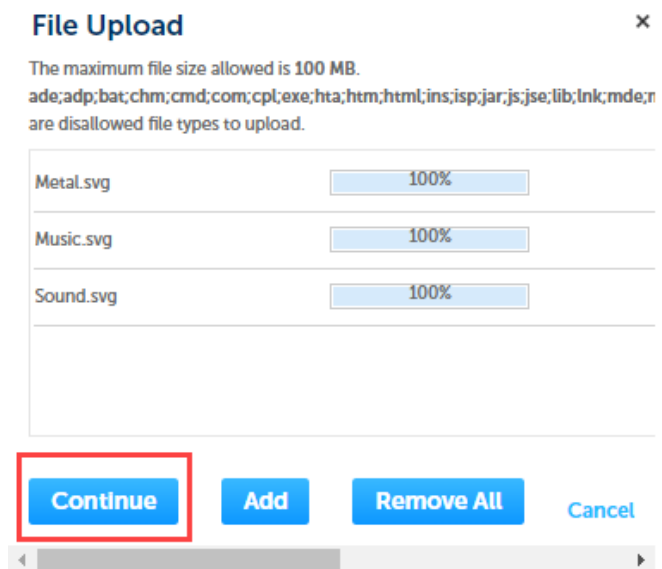 File Upload
×
The maximum file size allowed is 100 MB.
ade;adp;bat;chm;cmd;com;cpl;exe;hta;htm;html;ins;isp;jar;js;jse;lib;lnk;mde;
are disallowed file types to upload.
Metal.svg 100%
Music.svg 100%
Sound.svg 100%
Continue Add Remove All Cancel